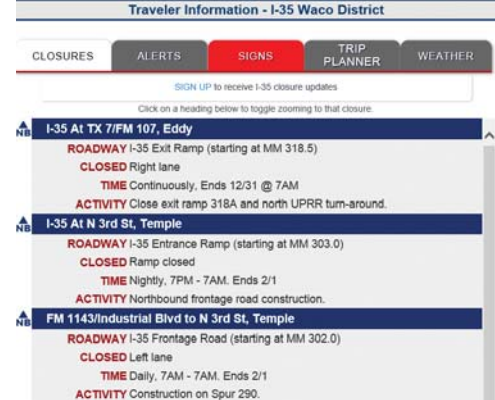 Traveler Information - I-35 Waco District
CLOSURES ALERTS SIGNS TRIP PLANNER WEATHER
SIGN UP to receive I-35 closure updates
Click on a heading below to toggle zooming to that closure.
NB I-35 At TX 7/FM 107, Eddy
ROADWAY I-35 Exit Ramp (starting at MM 318.5)
CLOSED Right lane
TIME Continuously, Ends 12/31 @ 7AM
ACTIVITY Close exit ramp 318A and north UPRR turn-around.
NB I-35 At N 3rd St, Temple
ROADWAY I-35 Entrance Ramp (starting at MM 303.0)
CLOSED Ramp closed
TIME Nightly, 7PM - 7AM. Ends 2/1
ACTIVITY Northbound frontage road construction.
NB FM 1143/Industrial Blvd to N 3rd St, Temple
ROADWAY I-35 Frontage Road (starting at MM 302.0)
CLOSED Left lane
TIME Daily, 7AM - 7AM. Ends 2/1
ACTIVITY Construction on Spur 290.